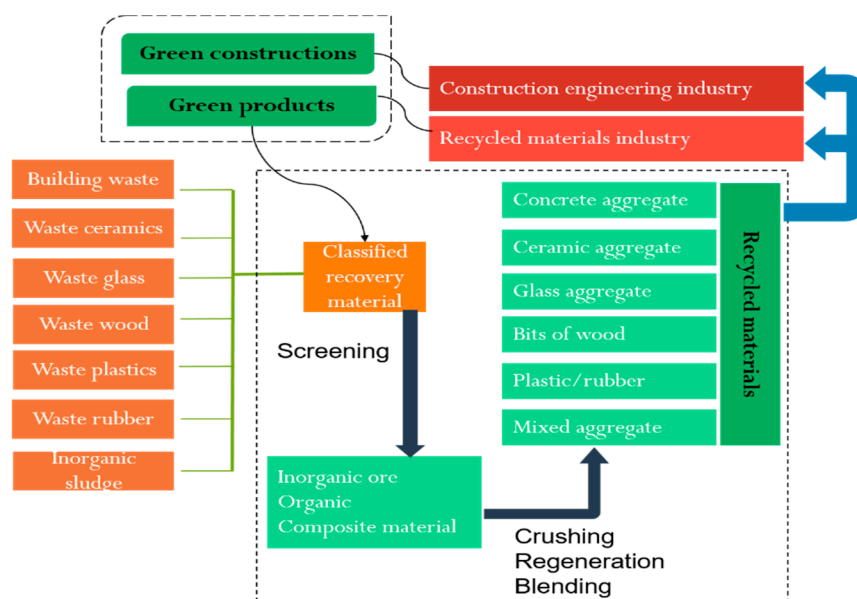 Green constructions
Green products
Construction engineering industry
Recycled materials industry
Building waste
Waste ceramics
Waste glass
Waste wood
Waste plastics
Waste rubber
Inorganic
sludge
Classified
recovery
material
Screening
Inorganic ore
Organic
Composite material
Crushing
Regeneration
Blending
Concrete aggregate
Ceramic aggregate
Glass aggregate
Bits of wood
Plastic/rubber
Mixed aggregate
Recycled materials